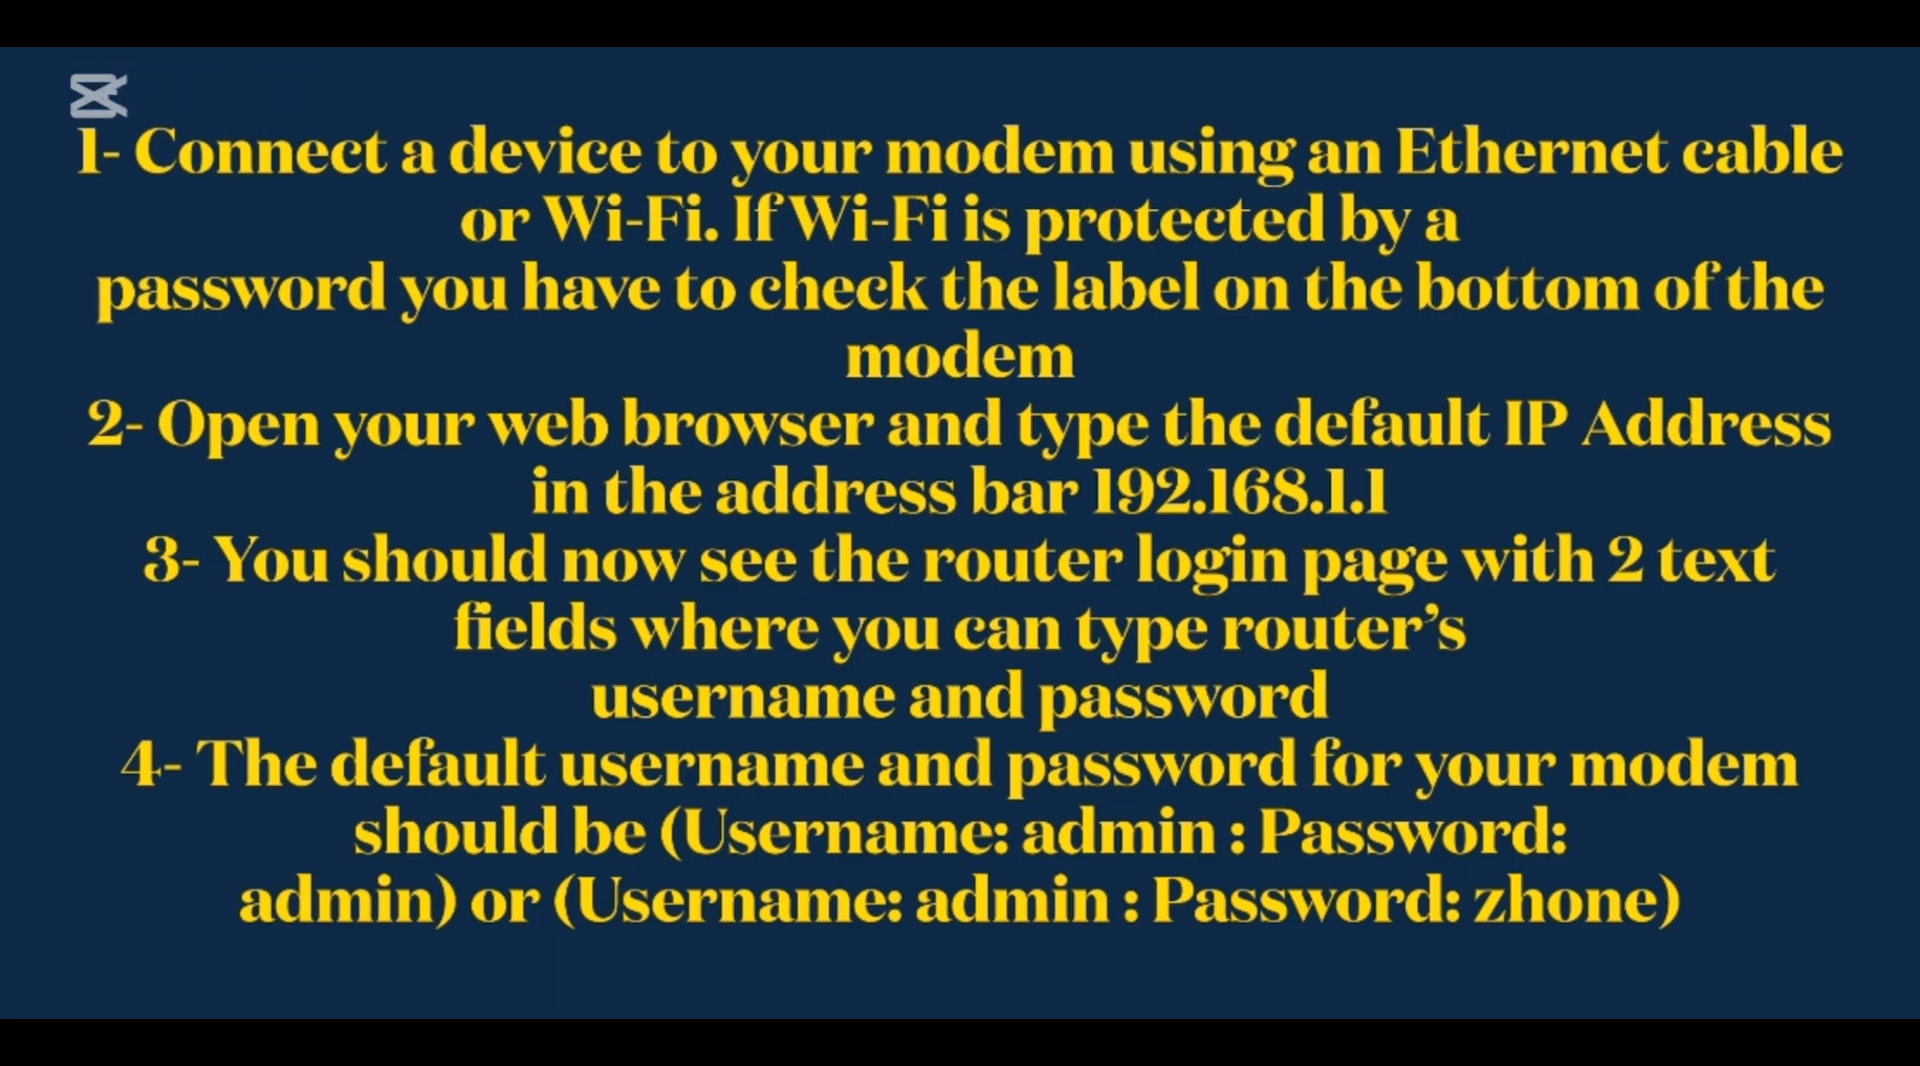 1- Connect a device to your modem using an Ethernet cable
or Wi-Fi. If Wi-Fi is protected by a
password you have to check the label on the bottom of the
modem
2- Open your web browser and type the default IP Address
in the address bar 192.168.1.1
3- You should now see the router login page with 2 text
fields where you can type router’s
username and password
4- The default username and password for your modem
should be (Username: admin : Password:
admin) or (Username: admin : Password: zhone)